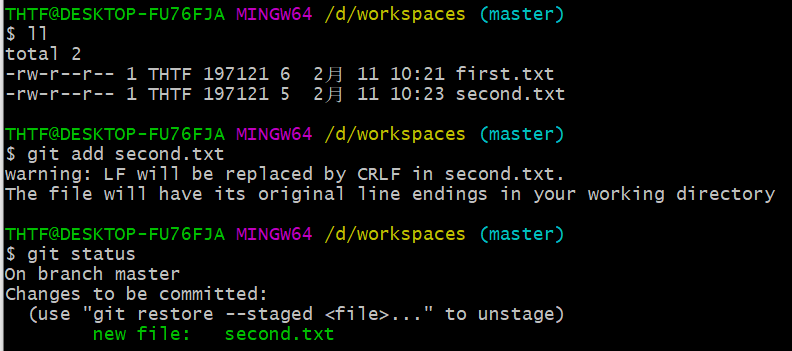 THTF@DESKTOP-FU76FJA MINGW64 /d/workspaces (master)
$ ll
total 2
-rw-r--r-- 1 THTF 197121 6  2月 11 10:21 first.txt
-rw-r--r-- 1 THTF 197121 5  2月 11 10:23 second.txt
THTF@DESKTOP-FU76FJA MINGW64 /d/workspaces (master)
$ git add second.txt
warning: LF will be replaced by CRLF in second.txt.
The file will have its original line endings in your working directory
THTF@DESKTOP-FU76FJA MINGW64 /d/workspaces (master)
$ git status
On branch master
Changes to be committed:
  (use "git restore --staged <file>..." to unstage)
        new file:   second.txt